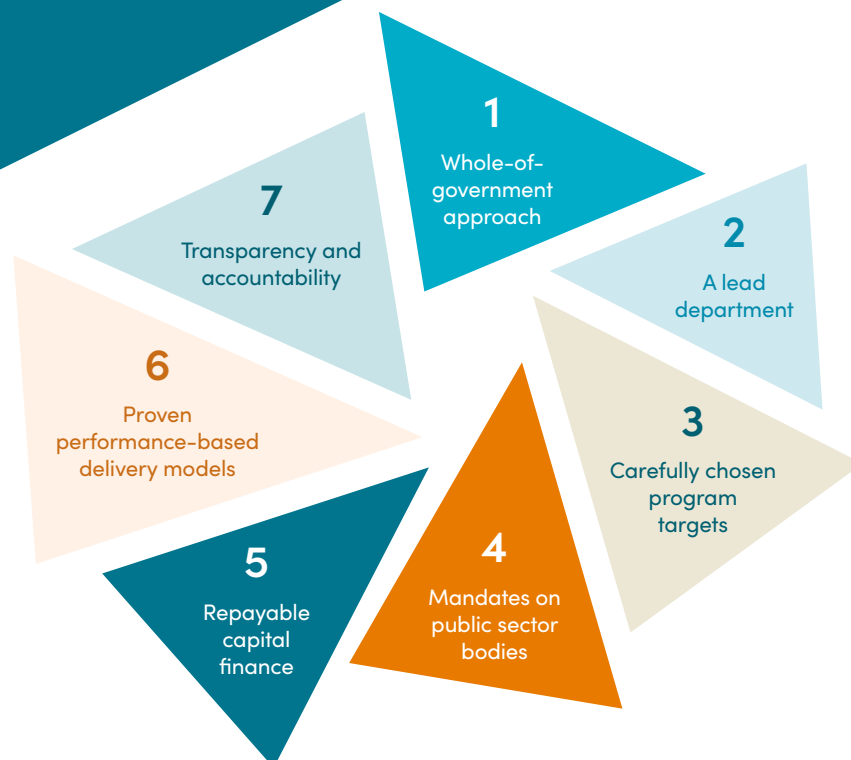 1
Whole-of-
government
approach
2
A lead
department
3
Carefully chosen
program
targets
4
Mandates on
public sector
bodies
5
Repayable
capital
finance
6
Proven
performance-based
delivery models
7
Transparency and
accountability